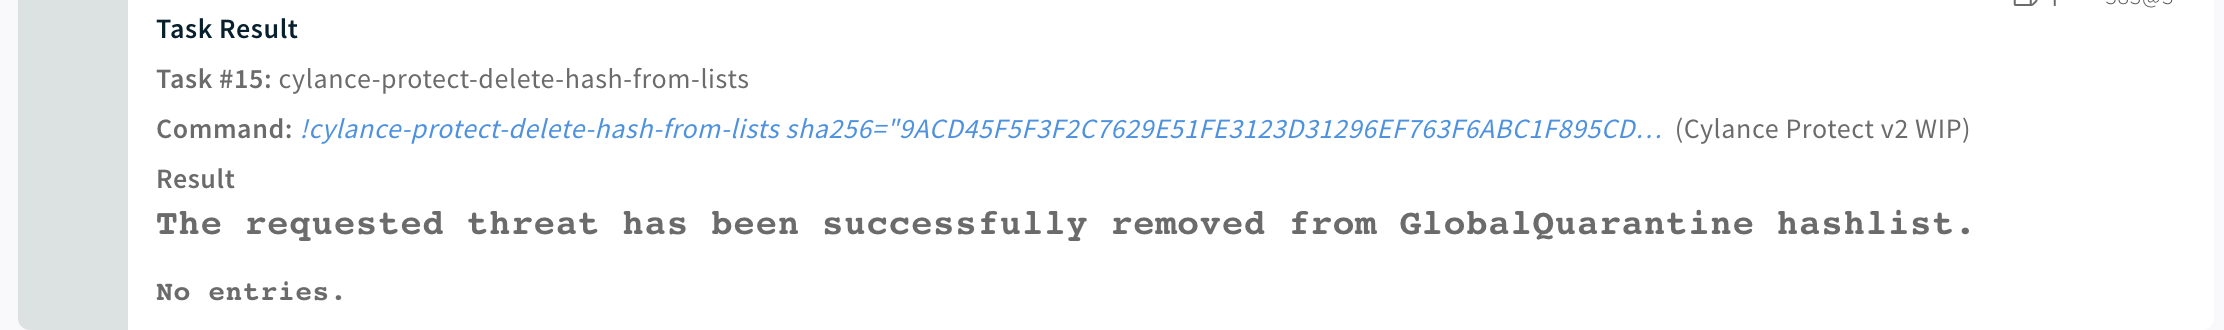 Task Result
Task #15: cylance-protect-delete-hash-from-lists
Command: !cylance-protect-delete-hash-from-lists sha256="9ACD45F5F3F2C7629E51FE3123D31296EF763F6ABC1F895CD... (Cylance Protect v2 WIP)
Result
The requested threat has been successfully removed from GlobalQuarantine hashlist.
No entries.